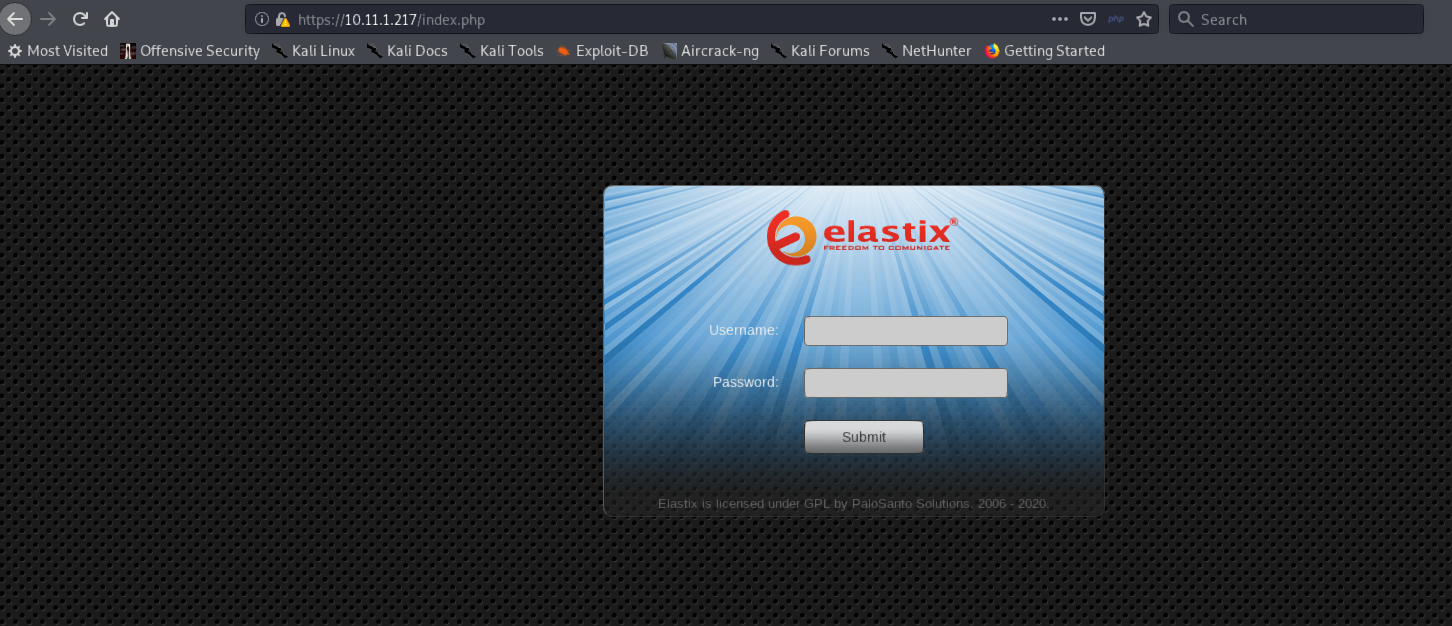 https://10.11.1.217/index.php php Search
Most Visited Offensive Security Kali Linux Kali Docs Kali Tools Exploit-DB Aircrack-ng Kali Forums NetHunter Getting Started
elastix®
FREEDOM TO COMUNICATE
Username:
Password:
Submit
Elastix is licensed under GPL by PaloSanto Solutions. 2006 - 2020.